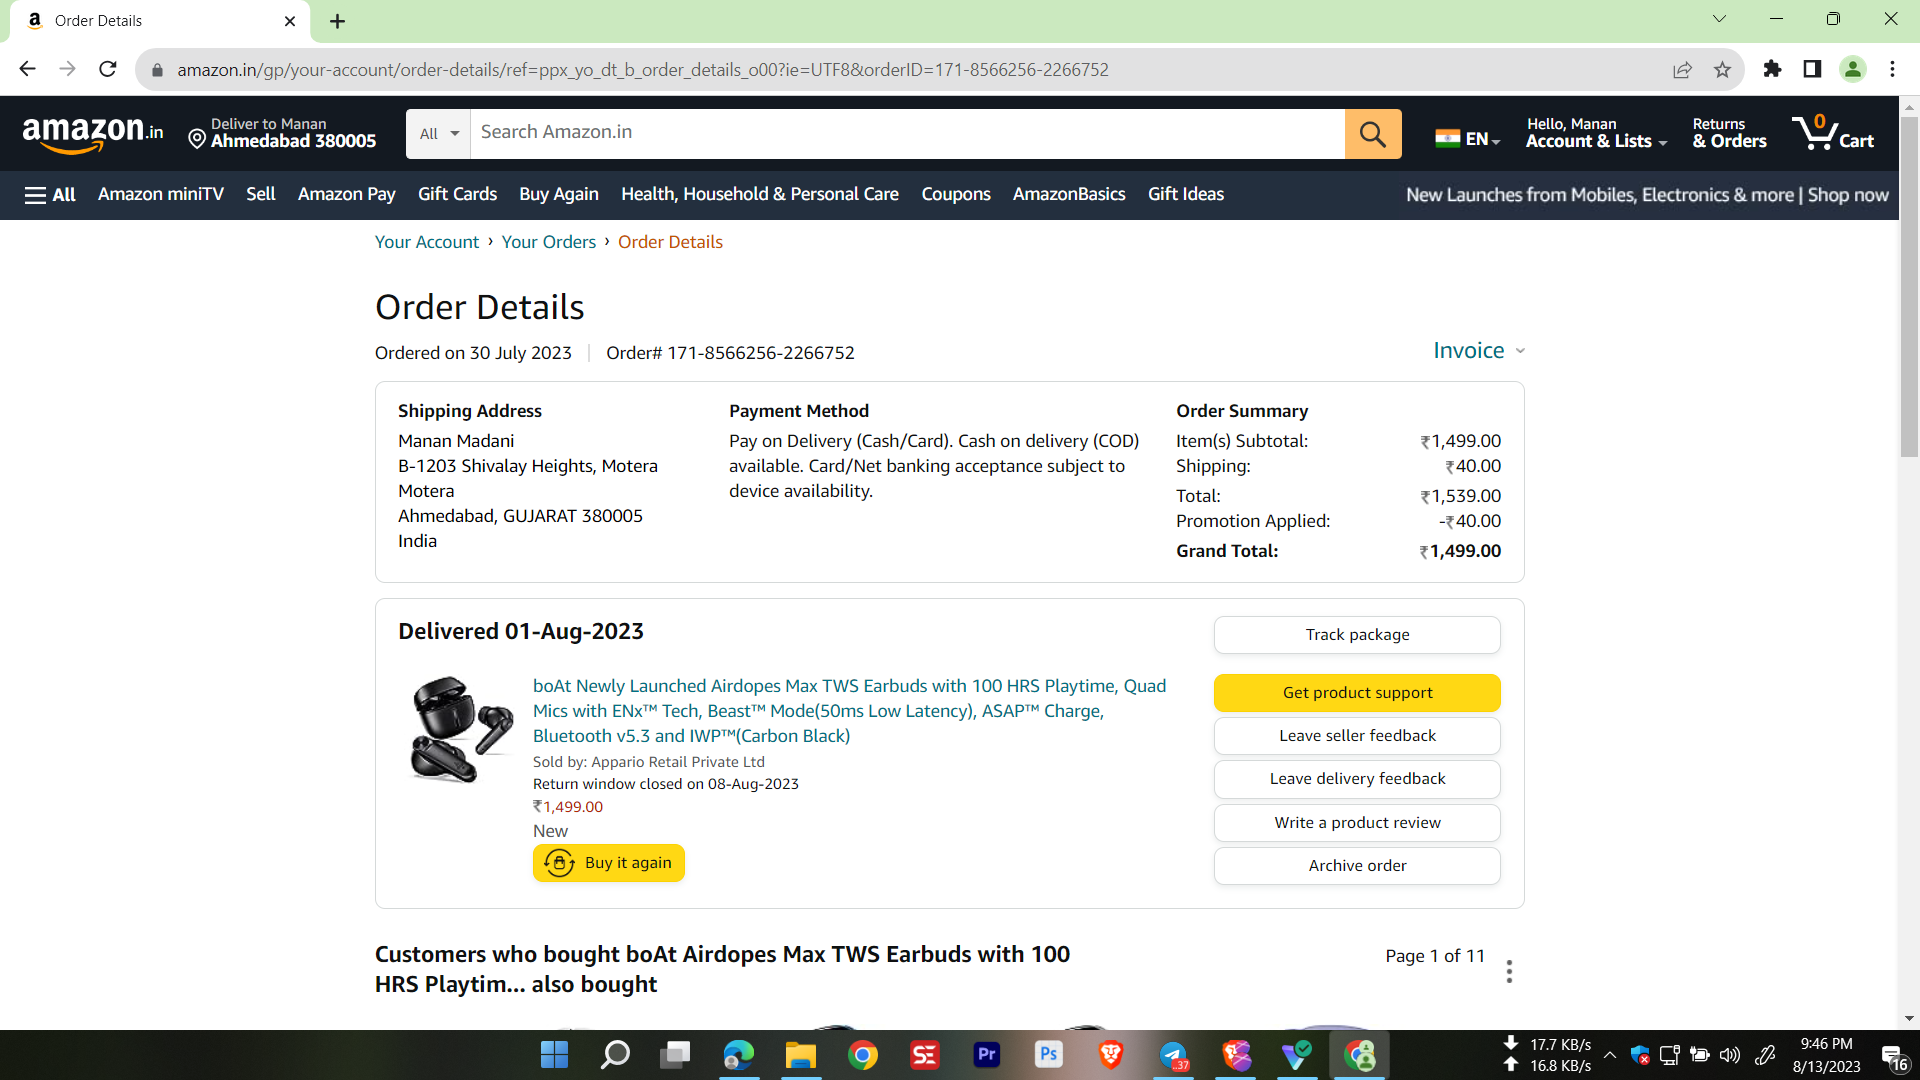 Order Details
amazon.in/gp/your-account/order-details/ref=ppx_yo_dt_b_order_details_o00?ie=UTF8&orderID=171-8566256-2266752
amazon.in
Deliver to Manan
Ahmedabad 380005
All
Search Amazon.in
EN
Hello, Manan
Account & Lists
Returns
& Orders
0
Cart
All
Amazon miniTV
Sell
Amazon Pay
Gift Cards
Buy Again
Health, Household & Personal Care
Coupons
AmazonBasics
Gift Ideas
New Launches from Mobiles, Electronics & more | Shop now
Your Account › Your Orders › Order Details
Order Details
Ordered on 30 July 2023 | Order# 171-8566256-2266752
Invoice
Shipping Address
Manan Madani
B-1203 Shivalay Heights, Motera
Motera
Ahmedabad, GUJARAT 380005
India
Payment Method
Pay on Delivery (Cash/Card). Cash on delivery (COD)
available. Card/Net banking acceptance subject to
device availability.
Order Summary
Item(s) Subtotal: ₹1,499.00
Shipping: ₹40.00
Total: ₹1,539.00
Promotion Applied: -₹40.00
Grand Total: ₹1,499.00
Delivered 01-Aug-2023
boAt Newly Launched Airdopes Max TWS Earbuds with 100 HRS Playtime, Quad
Mics with ENx™ Tech, Beast™ Mode(50ms Low Latency), ASAP™ Charge,
Bluetooth v5.3 and IWP™(Carbon Black)
Sold by: Appario Retail Private Ltd
Return window closed on 08-Aug-2023
₹1,499.00
New
Buy it again
Track package
Get product support
Leave seller feedback
Leave delivery feedback
Write a product review
Archive order
Customers who bought boAt Airdopes Max TWS Earbuds with 100
HRS Playtim... also bought
Page 1 of 11
SE
Pr
Ps
37
17.7 KB/s
16.8 KB/s
9:46 PM
8/13/2023
16